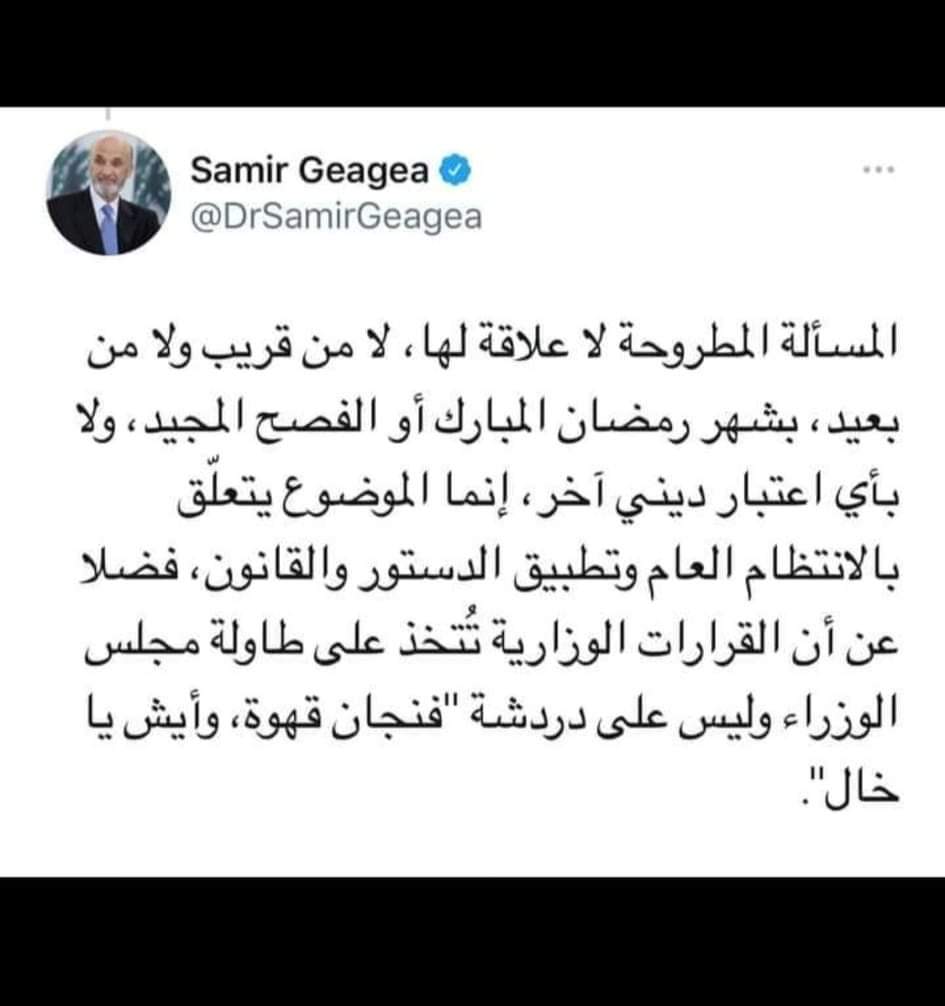 Samir Geagea
@DrSamirGeagea
المسألة المطروحة لا علاقة لها، لا من قريب ولا من
بعيد، بشهر رمضان المبارك أو الفصح المجيد، ولا
بأي اعتبار ديني آخر، إنما الموضوع يتعلّق
بالانتظام العام وتطبيق الدستور والقانون، فضلا
عن أن القرارات الوزارية تُتخذ على طاولة مجلس
الوزراء وليس على دردشة "فنجان قهوة، وأيش يا
خال".